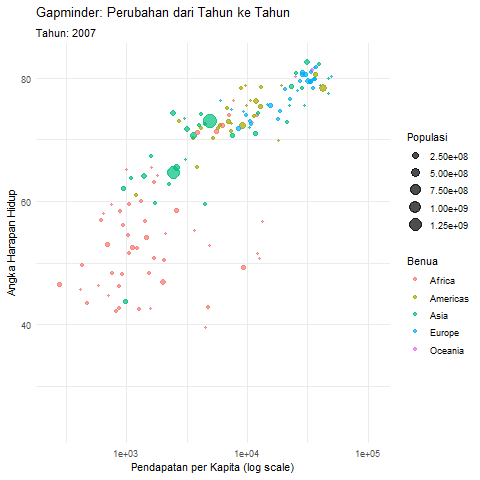 Gapminder: Perubahan dari Tahun ke Tahun
Tahun: 2007
Angka Harapan Hidup
80
60
40
1e+03
1e+04
1e+05
Pendapatan per Kapita (log scale)
Populasi
2.50e+08
5.00e+08
7.50e+08
1.00e+09
1.25e+09
Benua
Africa
Americas
Asia
Europe
Oceania